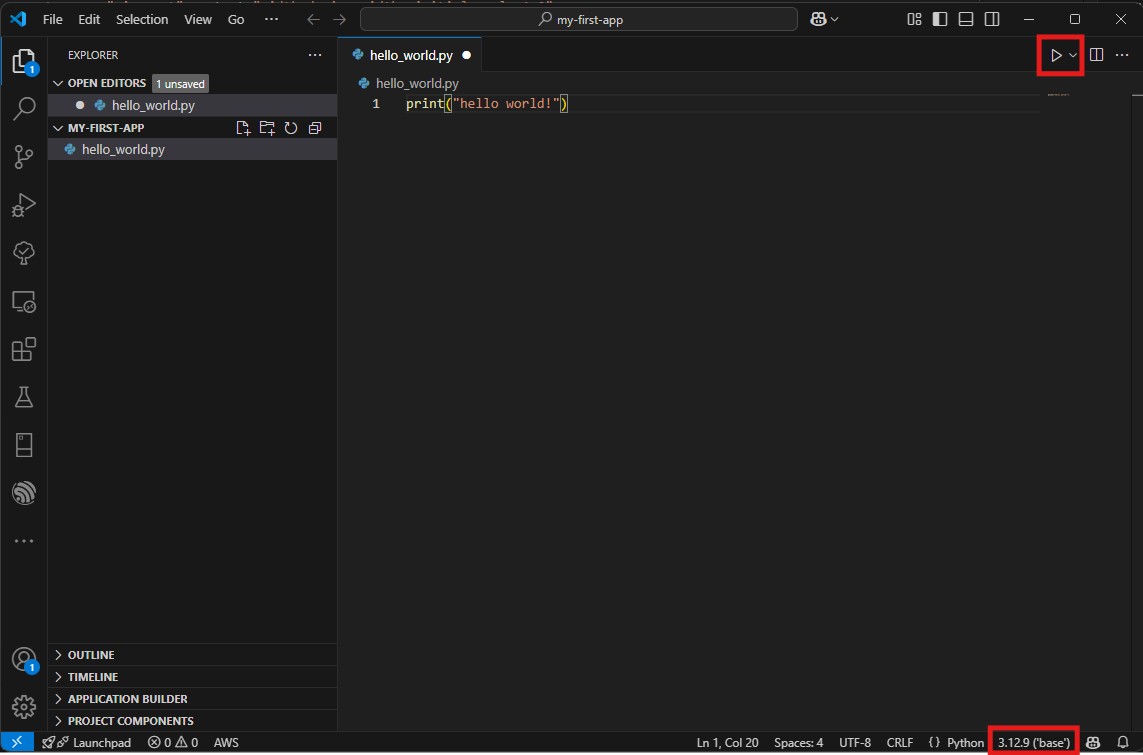 File Edit Selection View Go ··· my-first-app
EXPLORER ···
OPEN EDITORS 1 unsaved
hello_world.py
MY-FIRST-APP
hello_world.py
hello_world.py
hello_world.py
1 print("hello world!")
1
1
OUTLINE
TIMELINE
APPLICATION BUILDER
PROJECT COMPONENTS
Launchpad 0 0 AWS Ln 1, Col 20 Spaces: 4 UTF-8 CRLF {} Python 3.12.9 ('base')